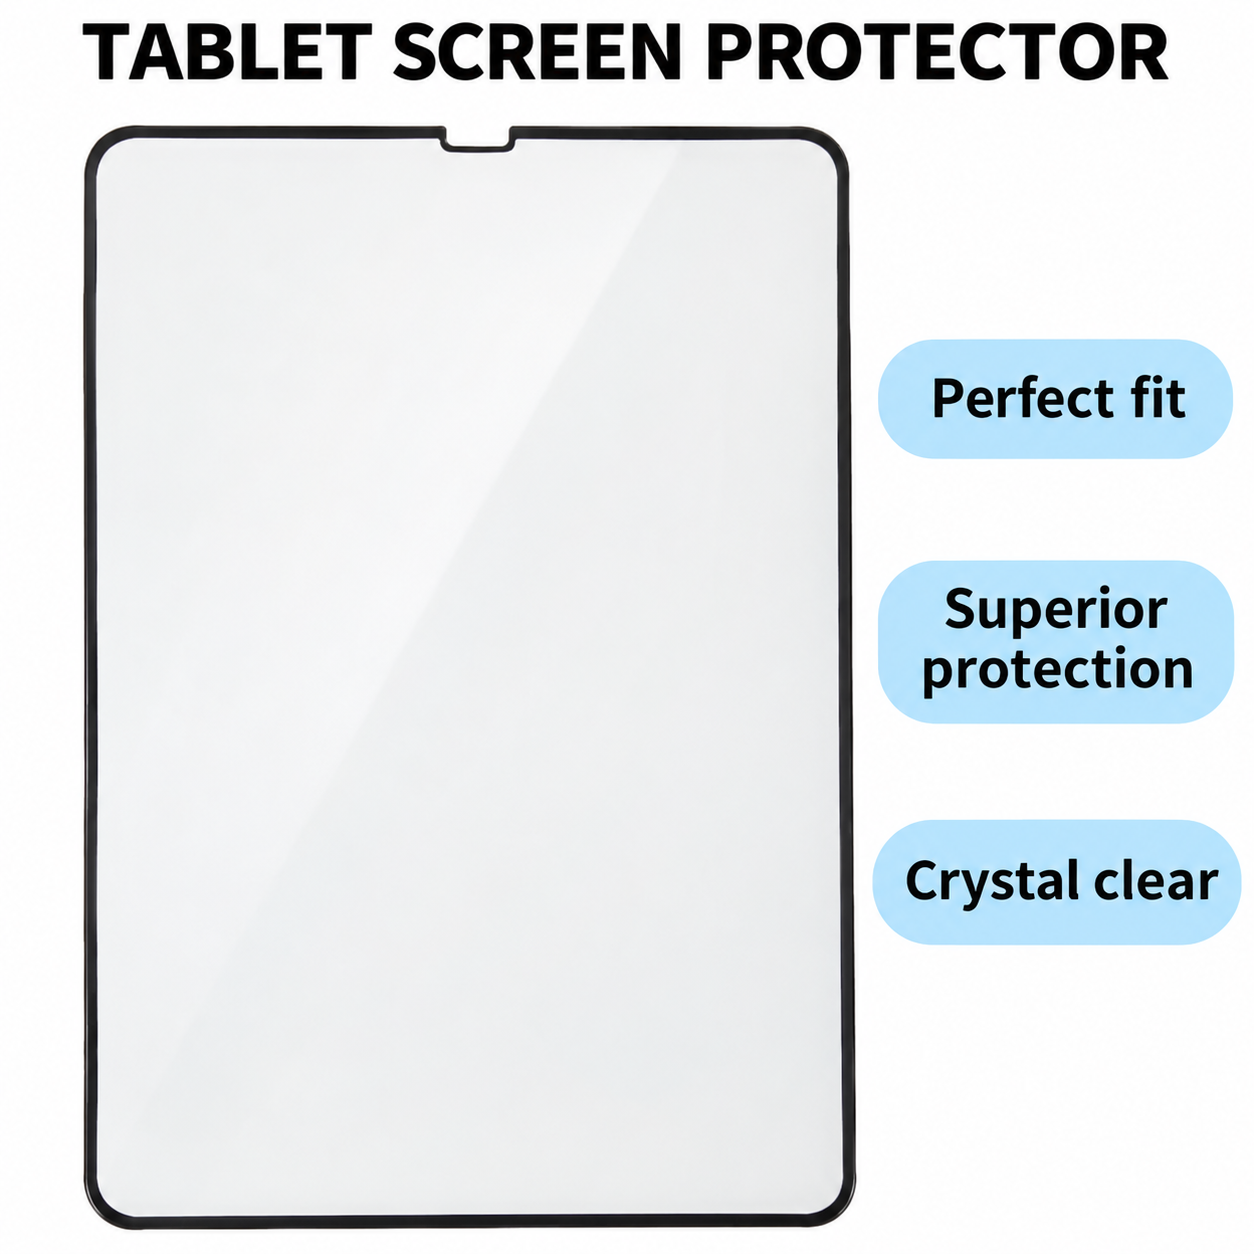 TABLET SCREEN PROTECTOR
Perfect fit
Superior
protection
Crystal clear